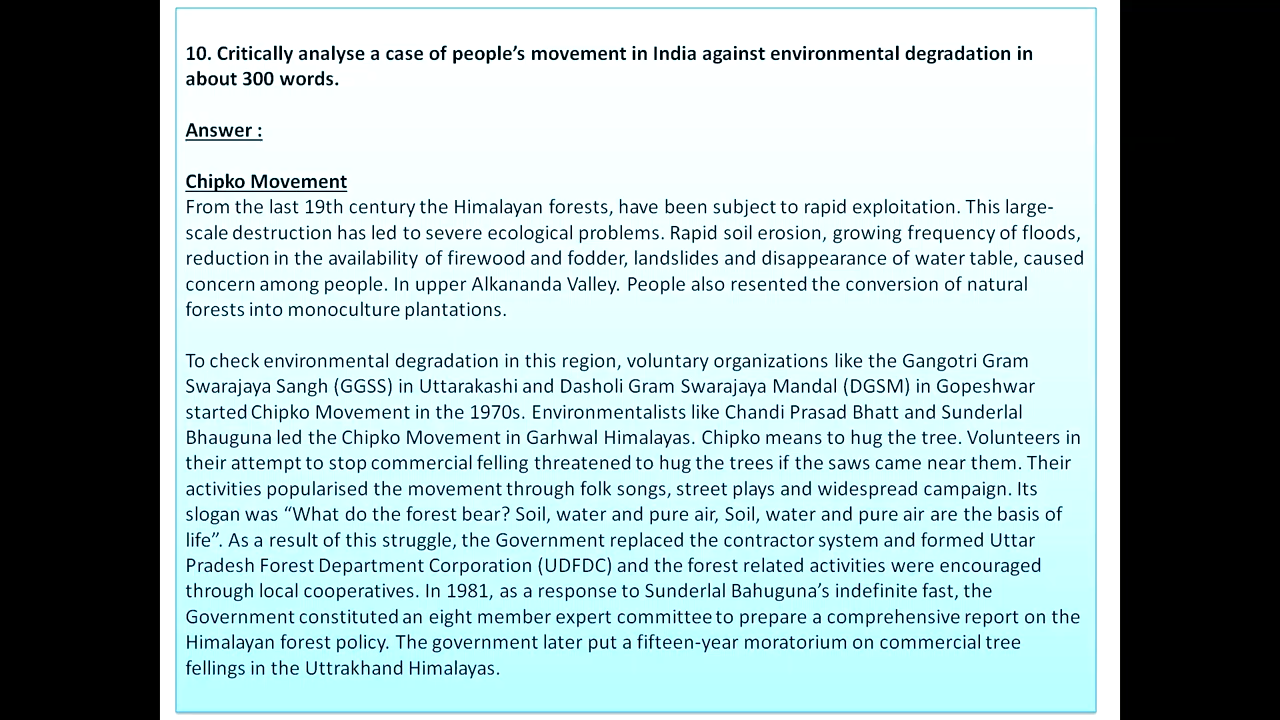 10. Critically analyse a case of people’s movement in India against environmental degradation in
about 300 words.
Answer :
Chipko Movement
From the last 19th century the Himalayan forests, have been subject to rapid exploitation. This large-
scale destruction has led to severe ecological problems. Rapid soil erosion, growing frequency of floods,
reduction in the availability of firewood and fodder, landslides and disappearance of water table, caused
concern among people. In upper Alkananda Valley. People also resented the conversion of natural
forests into monoculture plantations.
To check environmental degradation in this region, voluntary organizations like the Gangotri Gram
Swarajaya Sangh (GGSS) in Uttarakashi and Dasholi Gram Swarajaya Mandal (DGSM) in Gopeshwar
started Chipko Movement in the 1970s. Environmentalists like Chandi Prasad Bhatt and Sunderlal
Bhauguna led the Chipko Movement in Garhwal Himalayas. Chipko means to hug the tree. Volunteers in
their attempt to stop commercial felling threatened to hug the trees if the saws came near them. Their
activities popularised the movement through folk songs, street plays and widespread campaign. Its
slogan was “What do the forest bear? Soil, water and pure air, Soil, water and pure air are the basis of
life”. As a result of this struggle, the Government replaced the contractor system and formed Uttar
Pradesh Forest Department Corporation (UDFDC) and the forest related activities were encouraged
through local cooperatives. In 1981, as a response to Sunderlal Bahuguna’s indefinite fast, the
Government constituted an eight member expert committee to prepare a comprehensive report on the
Himalayan forest policy. The government later put a fifteen-year moratorium on commercial tree
fellings in the Uttrakhand Himalayas.